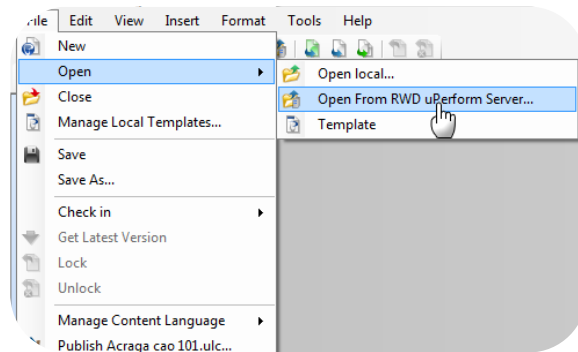 ile Edit View Insert Format Tools Help
New
Open
Open local...
Close
Open From RWD uPerform Server...
Manage Local Templates...
Template
Save
Save As...
Check in
Get Latest Version
Lock
Unlock
Manage Content Language
Publish Acraga cao 101.ulc...